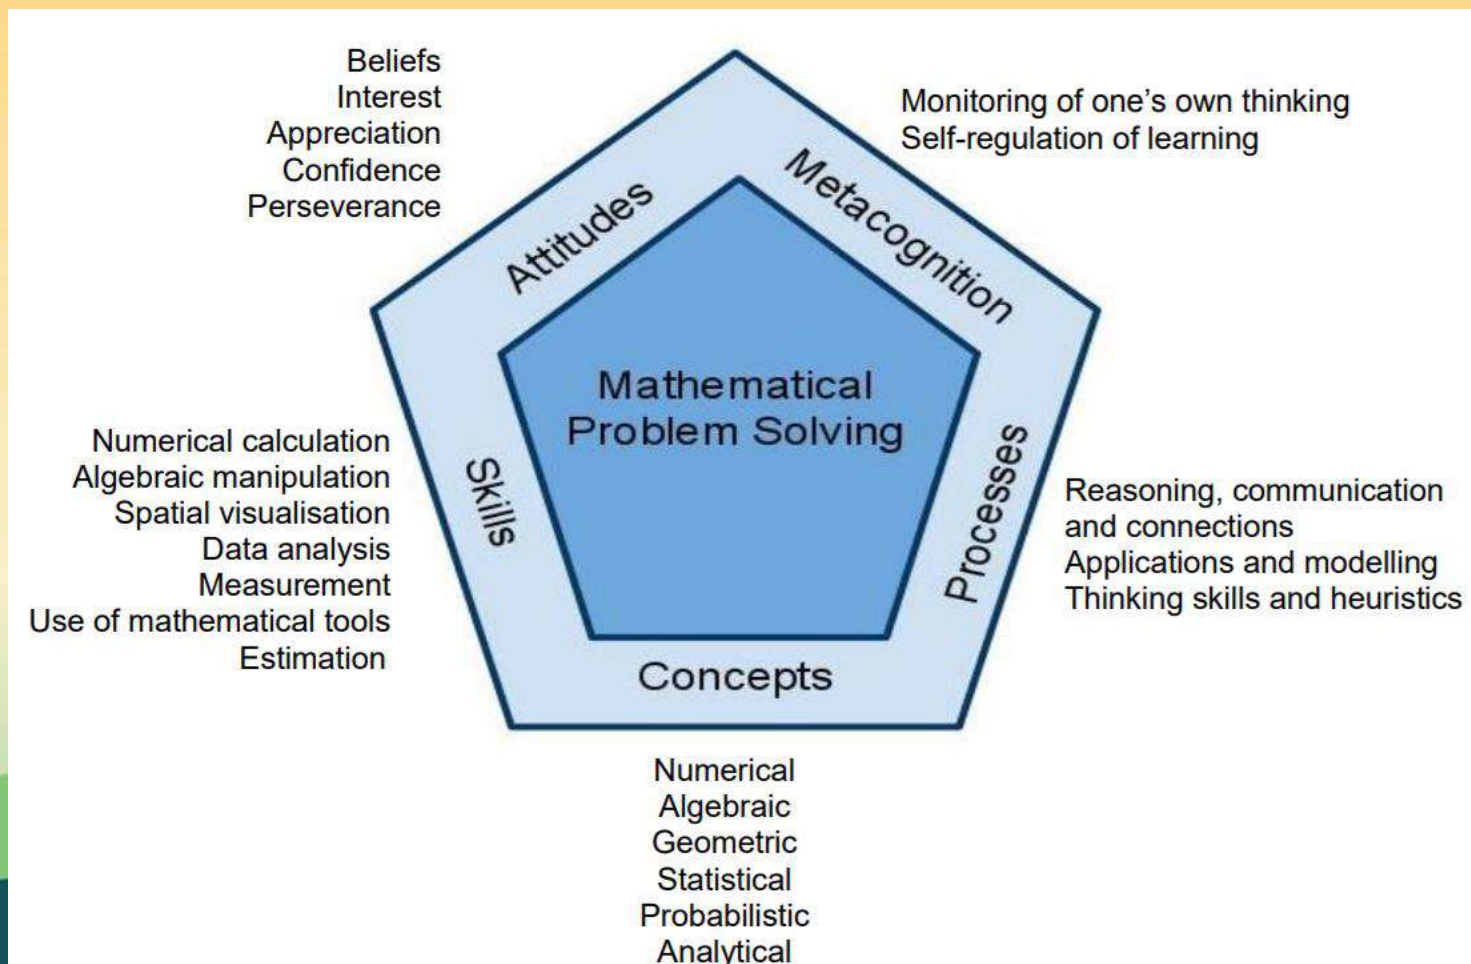 Beliefs
Interest
Appreciation
Confidence
Perseverance
Monitoring of one's own thinking
Self-regulation of learning
Attitudes
Metacognition
Mathematical
Problem Solving
Numerical calculation
Algebraic manipulation
Spatial visualisation
Data analysis
Measurement
Use of mathematical tools
Estimation
Skills
Processes
Reasoning, communication
and connections
Applications and modelling
Thinking skills and heuristics
Concepts
Numerical
Algebraic
Geometric
Statistical
Probabilistic
Analytical